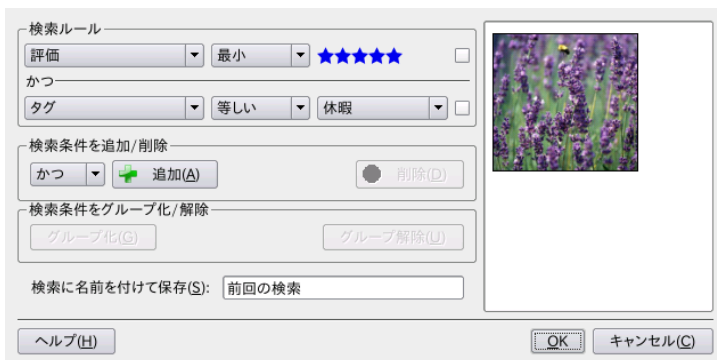 検索ルール
評価 最小
かつ
タグ 等しい 休暇
検索条件を追加/削除
かつ 追加(A) 削除(D)
検索条件をグループ化/解除
グループ化(G) グループ解除(U)
検索に名前を付けて保存(S): 前回の検索
ヘルプ(H) OK キャンセル(C)